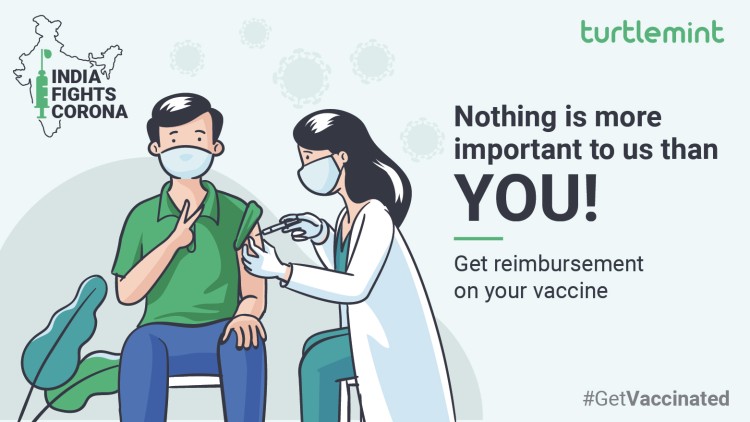 INDIA
FIGHTS
CORONA
turtlemint
Nothing is more
important to us than
YOU!
Get reimbursement
on your vaccine
#GetVaccinated